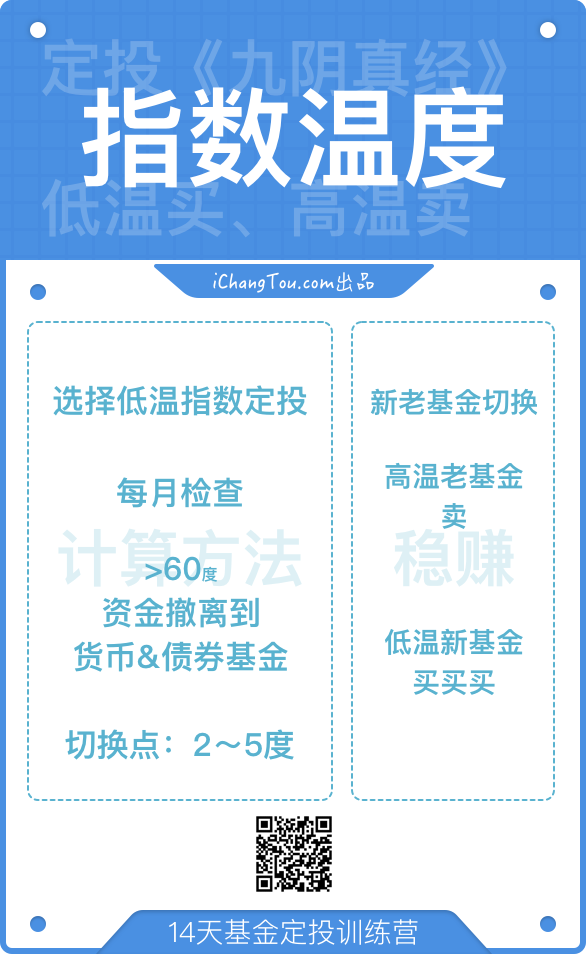 定投《九阴真经》
指数温度
低温买、高温卖
iChangTou.com出品
选择低温指数定投
每月检查
计算方法
>60度
资金撤离到
货币&债券基金
切换点：2～5度
新老基金切换
高温老基金
卖
稳赚
低温新基金
买买买
14天基金定投训练营